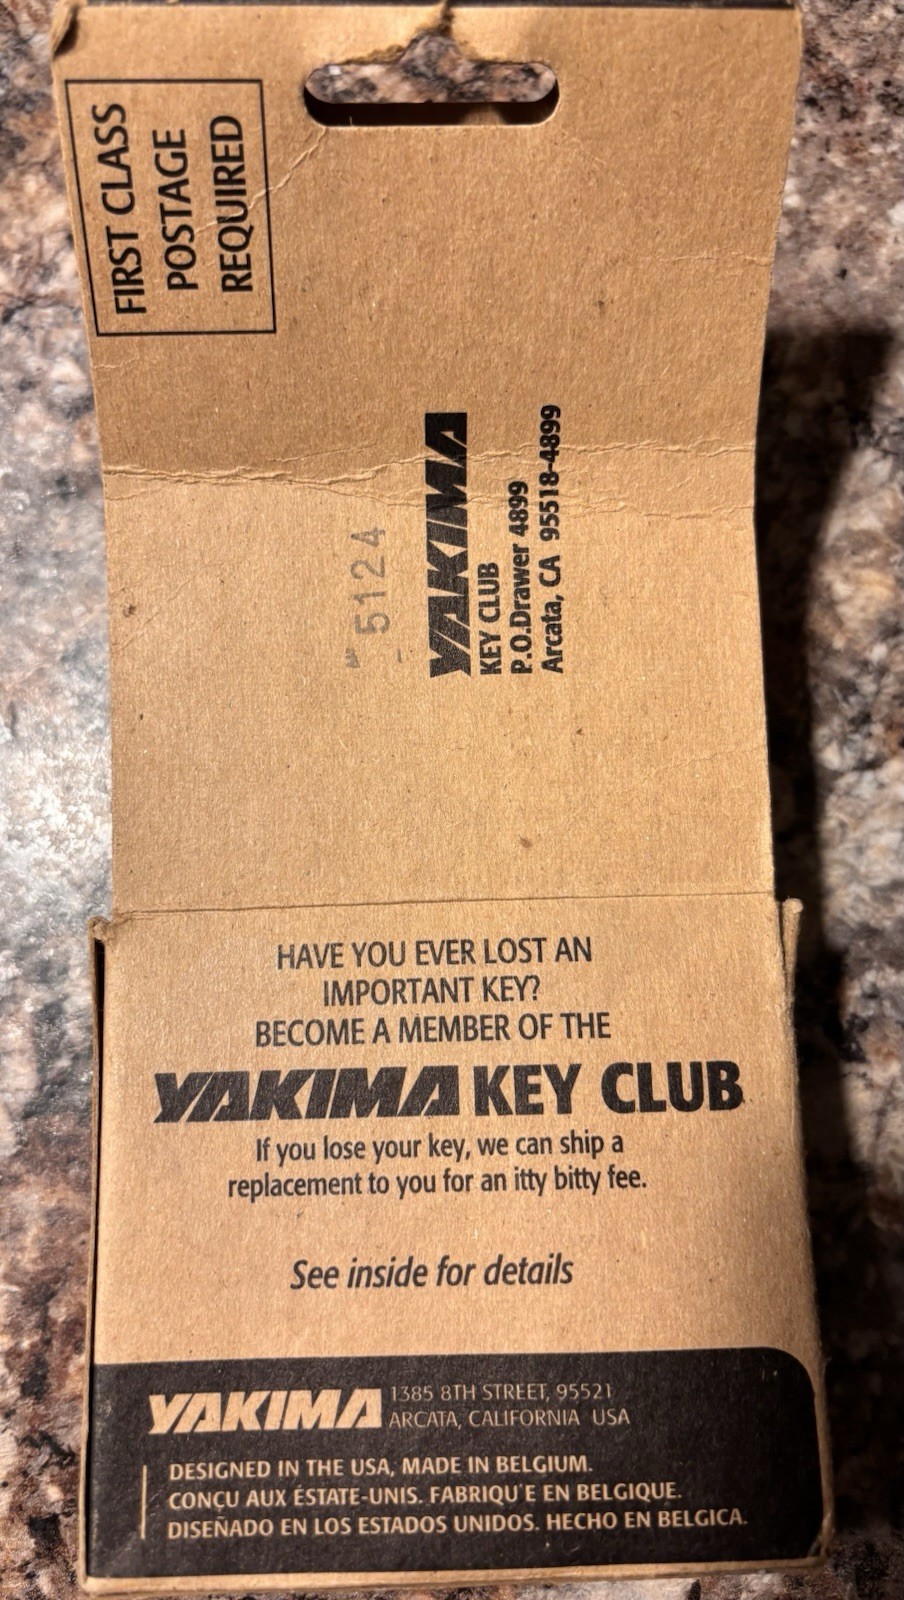 FIRST CLASS
POSTAGE
REQUIRED
5124
YAKIMA
KEY CLUB
P.O.Drawer 4899
Arcata, CA 95518-4899
HAVE YOU EVER LOST AN
IMPORTANT KEY?
BECOME A MEMBER OF THE
YAKIMA KEY CLUB
If you lose your key, we can ship a
replacement to you for an itty bitty fee.
See inside for details
YAKIMA 1385 8TH STREET, 95521
ARCATA, CALIFORNIA USA
DESIGNED IN THE USA, MADE IN BELGIUM.
CONÇU AUX ÉSTATE-UNIS. FABRIQU'E EN BELGIQUE.
DISEÑADO EN LOS ESTADOS UNIDOS. HECHO EN BELGICA.